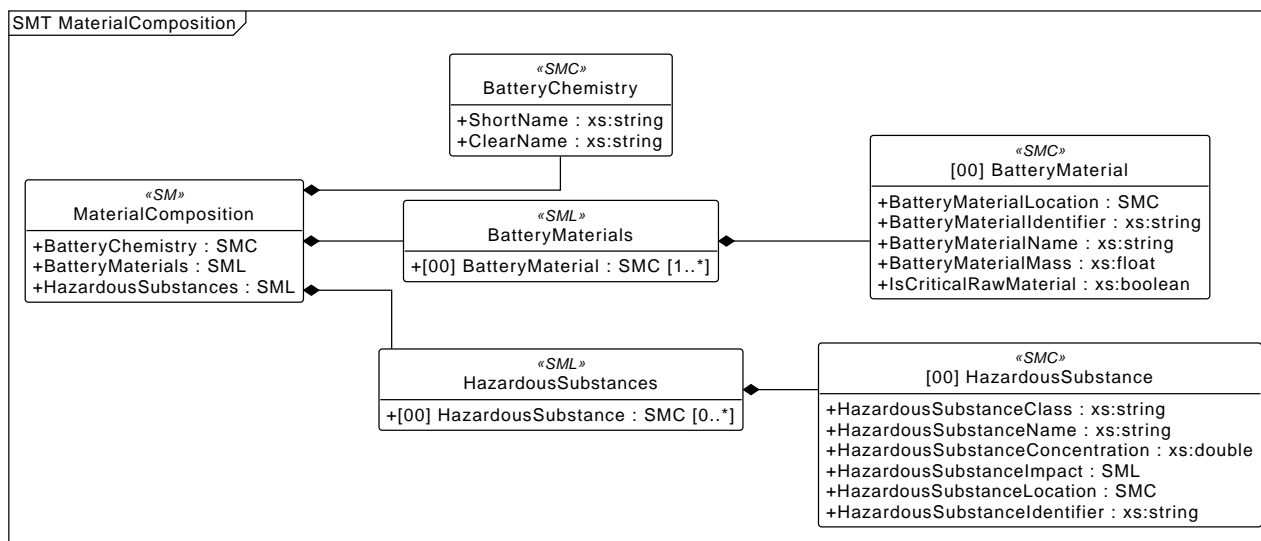 SMT MaterialComposition
«SMC»
BatteryChemistry
+ShortName : xs:string
+ClearName : xs:string
«SM»
MaterialComposition
+BatteryChemistry : SMC
+BatteryMaterials : SML
+HazardousSubstances : SML
«SML»
BatteryMaterials
+[00] BatteryMaterial : SMC [1..*]
«SMC»
[00] BatteryMaterial
+BatteryMaterialLocation : SMC
+BatteryMaterialIdentifier : xs:string
+BatteryMaterialName : xs:string
+BatteryMaterialMass : xs:float
+IsCriticalRawMaterial : xs:boolean
«SML»
HazardousSubstances
+[00] HazardousSubstance : SMC [0..*]
«SMC»
[00] HazardousSubstance
+HazardousSubstanceClass : xs:string
+HazardousSubstanceName : xs:string
+HazardousSubstanceConcentration : xs:double
+HazardousSubstanceImpact : SML
+HazardousSubstanceLocation : SMC
+HazardousSubstanceIdentifier : xs:string